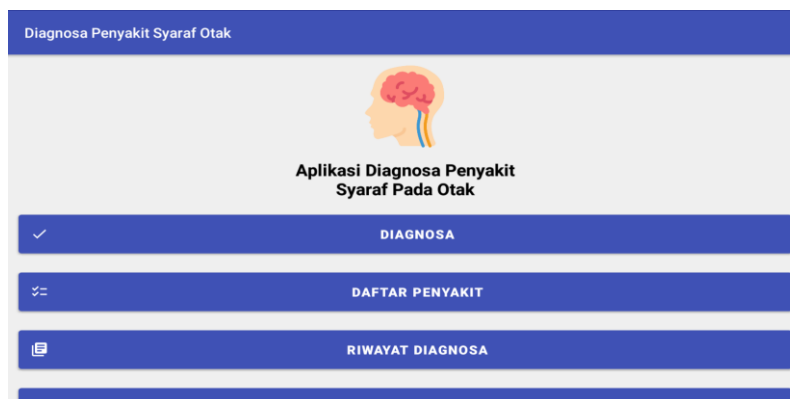 Diagnosa Penyakit Syaraf Otak
Aplikasi Diagnosa Penyakit
Syaraf Pada Otak
DIAGNOSA
DAFTAR PENYAKIT
RIWAYAT DIAGNOSA